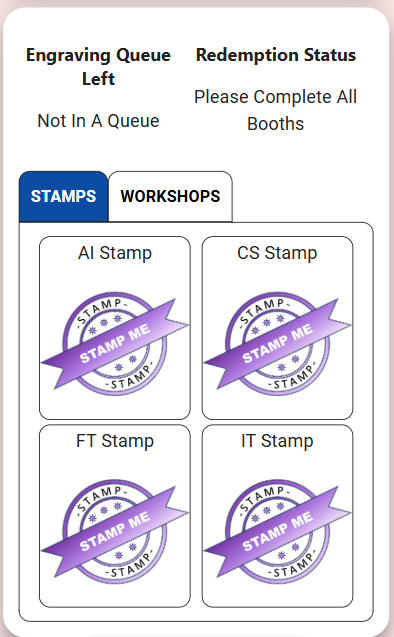 Engraving Queue Left
Redemption Status
Not In A Queue
Please Complete All Booths
STAMPS
WORKSHOPS
AI Stamp
CS Stamp
-STAMP-
STAMP ME
-STAMP-
-STAMP-
STAMP ME
-STAMP-
FT Stamp
IT Stamp
-STAMP-
STAMP ME
-STAMP-
-STAMP-
STAMP ME
-STAMP-